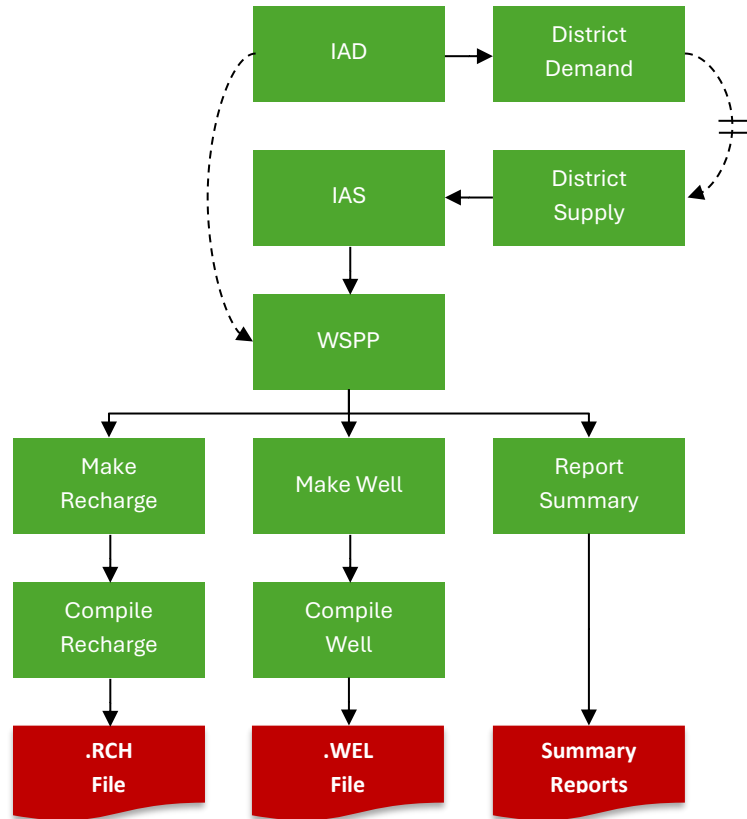 IAD
District
Demand
IAS
District
Supply
WSPP
Make
Recharge
Make Well
Report
Summary
Compile
Recharge
Compile
Well
.RCH
File
.WEL
File
Summary
Reports